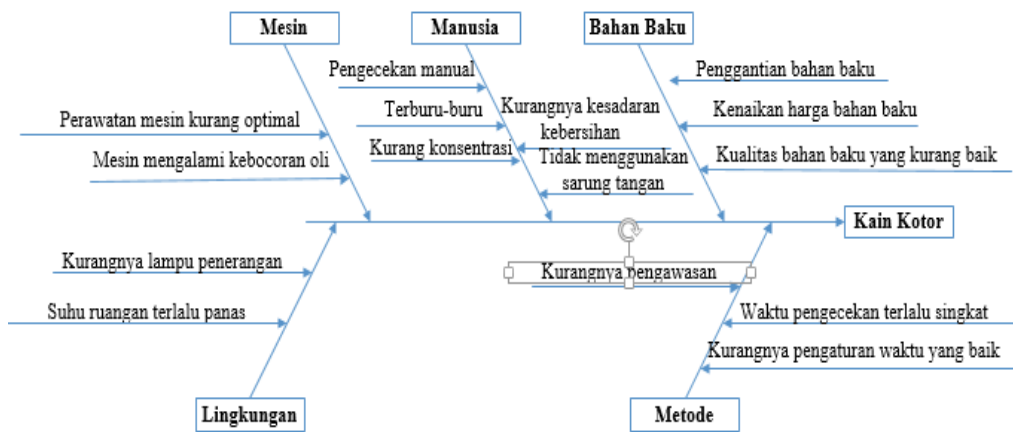 Mesin
Manusia
Bahan Baku
Pengecekan manual
Penggantian bahan baku
Terburu-buru
Kurangnya kesadaran
kebersihan
Kenaikan harga bahan baku
Perawatan mesin kurang optimal
Kurang konsentrasi
Tidak menggunakan
sarung tangan
Mesin mengalami kebocoran oli
Kualitas bahan baku yang kurang baik
Kain Kotor
Kurangnya lampu penerangan
Kurangnya pengawasan
Suhu ruangan terlalu panas
Waktu pengecekan terlalu singkat
Kurangnya pengaturan waktu yang baik
Lingkungan
Metode